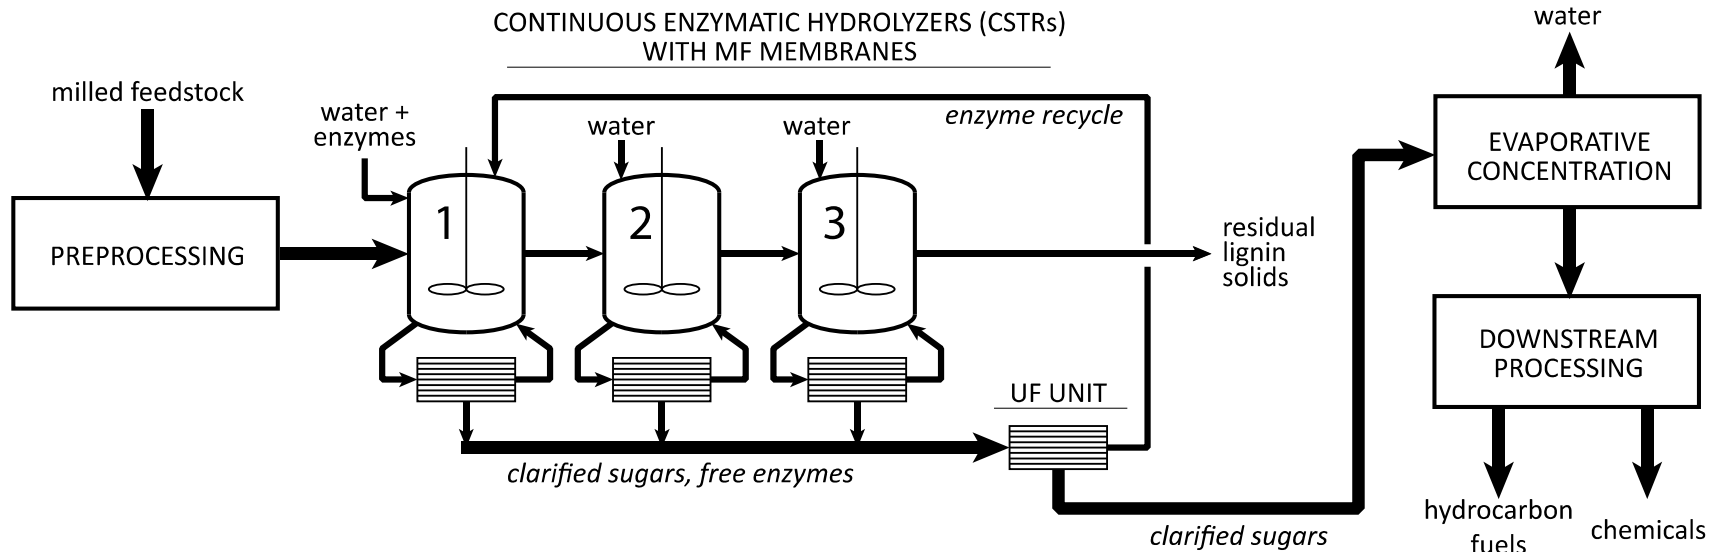 CONTINUOUS ENZYMATIC HYDROLYZERS (CSTRs)
WITH MF MEMBRANES
milled feedstock
PREPROCESSING
water +
enzymes
water
water
enzyme recycle
1
2
3
residual
lignin
solids
UF UNIT
clarified sugars, free enzymes
clarified sugars
water
EVAPORATIVE
CONCENTRATION
DOWNSTREAM
PROCESSING
hydrocarbon
fuels
chemicals